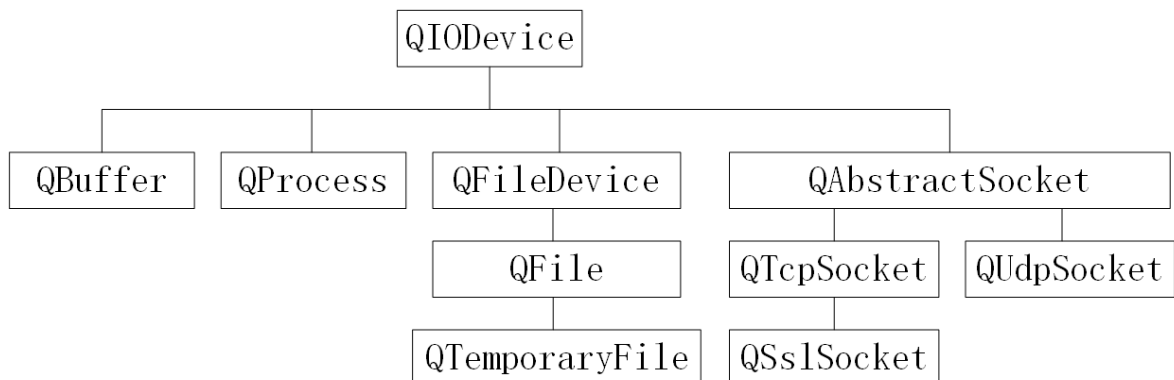 QIODevice
QBuffer QProcess QFileDevice QAbstractSocket
QFile QTcpSocket QUdpSocket
QTemporaryFile QSslSocket